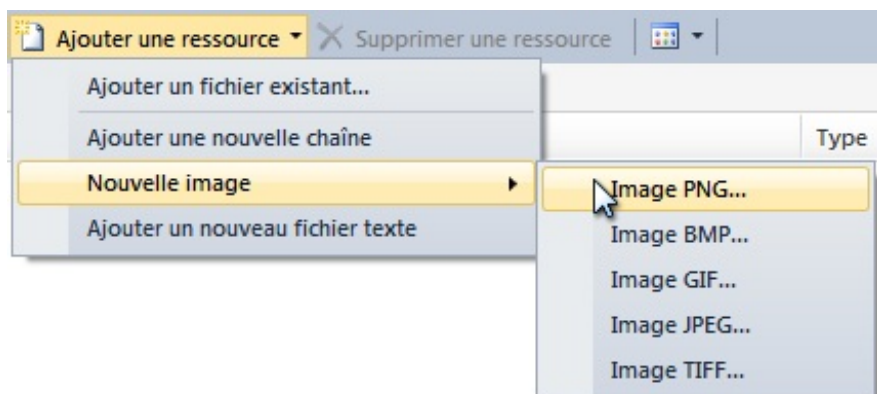 Ajouter une ressource Supprimer une ressource
Ajouter un fichier existant...
Ajouter une nouvelle chaîne
Type
Nouvelle image
Image PNG...
Ajouter un nouveau fichier texte
Image BMP...
Image GIF...
Image JPEG...
Image TIFF...